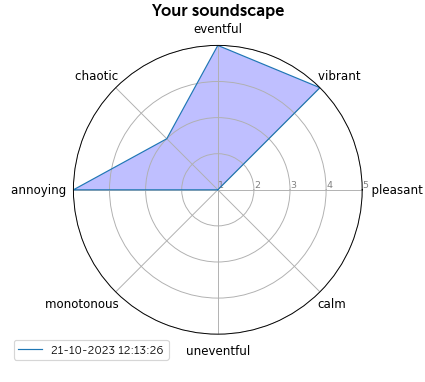 Your soundscape
eventful
chaotic
vibrant
annoying
1 2 3 4 5
pleasant
monotonous
calm
uneventful
21-10-2023 12:13:26